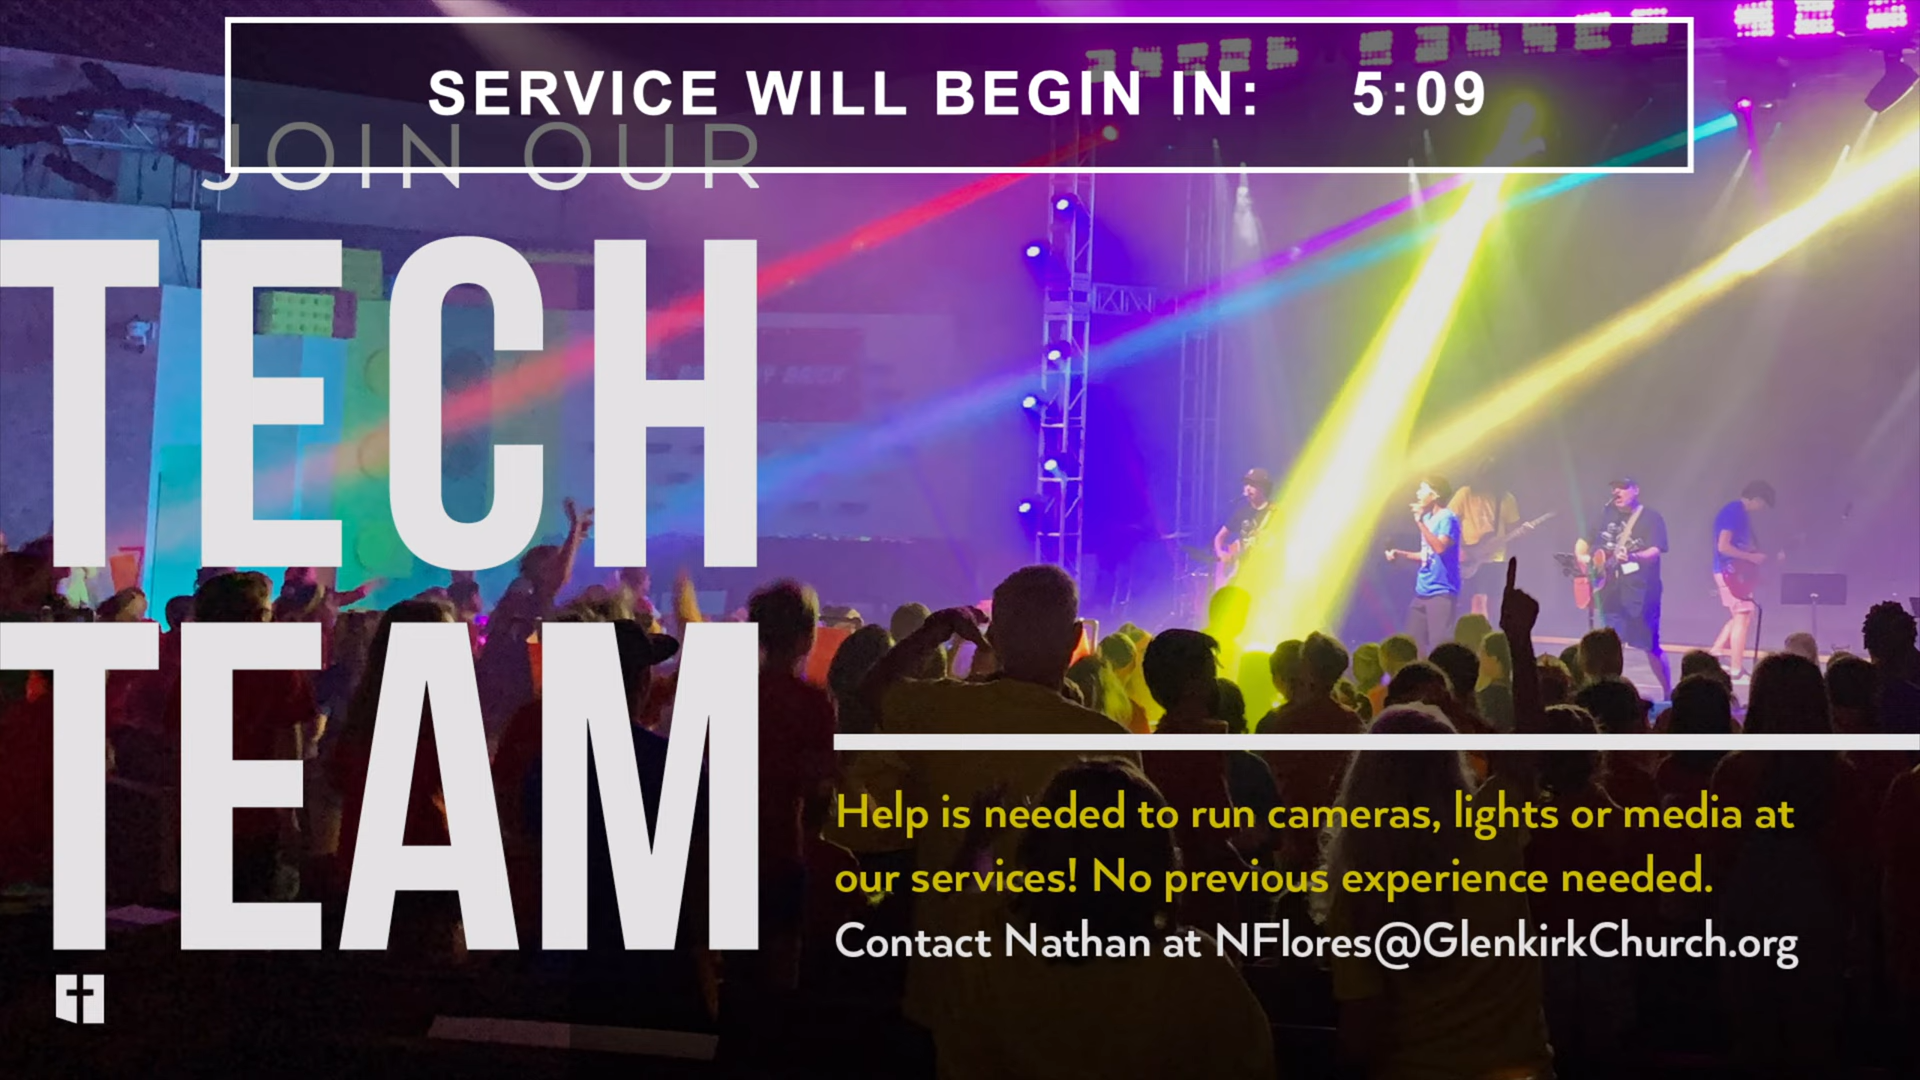 SERVICE WILL BEGIN IN: 5:09
JOIN OUR
TECH
TEAM
Help is needed to run cameras, lights or media at
our services! No previous experience needed.
Contact Nathan at NFlores@GlenkirkChurch.org